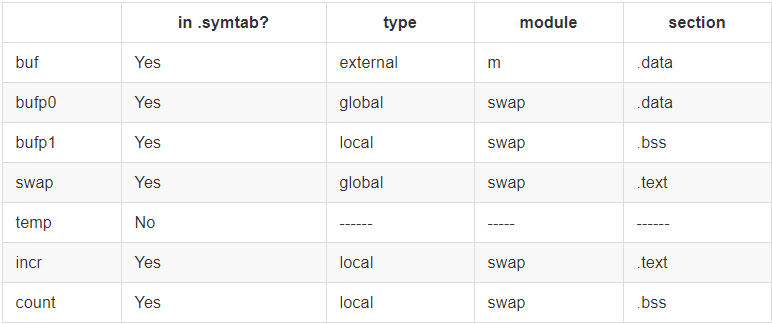 in .symtab? type module section
buf Yes external m .data
bufp0 Yes global swap .data
bufp1 Yes local swap .bss
swap Yes global swap .text
temp No ------ ----- ------
incr Yes local swap .text
count Yes local swap .bss